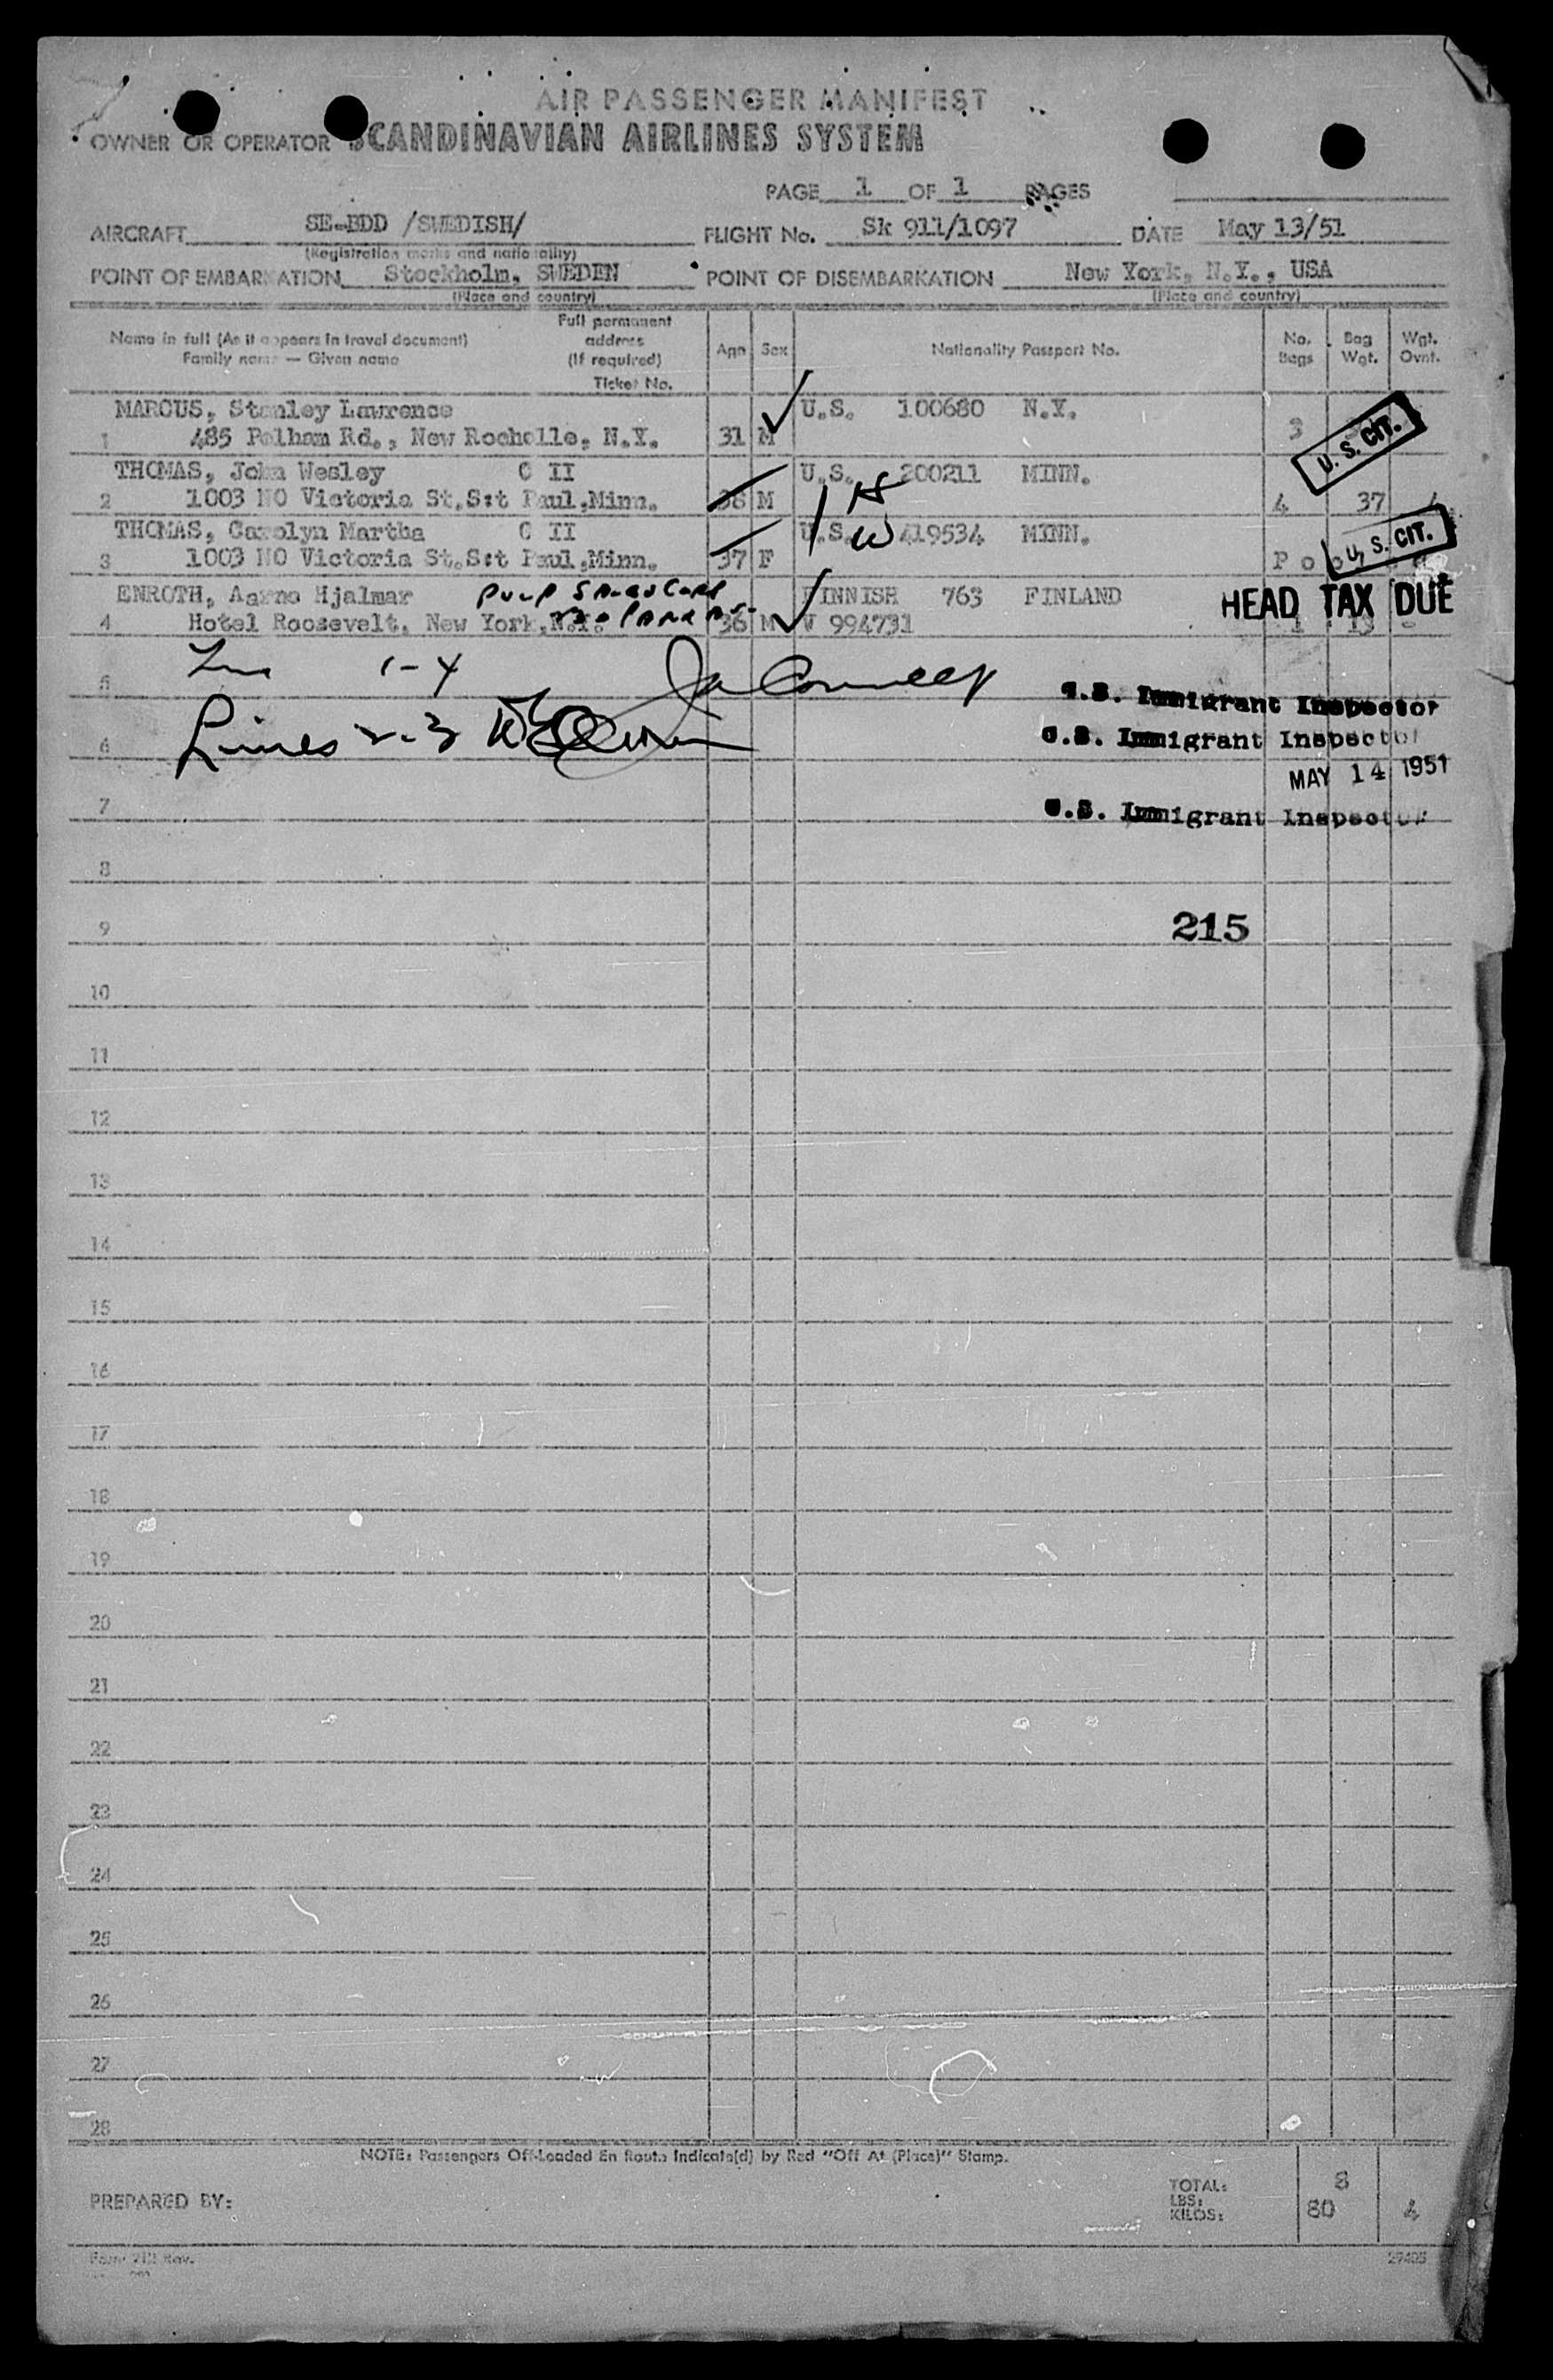 AIR PASSENGER MANIFEST
OWNER OR OPERATOR SCANDINAVIAN AIRLINES SYSTEM
PAGE 1 OF 1 PAGES
AIRCRAFT SE-BDD /SWEDISH/ FLIGHT No. Sk 911/1097 DATE May 13/51
(Registration marks and nationality)
POINT OF EMBARKATION Stockholm, SWEDEN POINT OF DISEMBARKATION New York, N.Y., USA
(Place and country) (Place and country)
Name in full (As it appears in travel document) Family name — Given name Full permanent address (If required) Ticket No. Age Sex Nationality Passport No. No. Bags Bag Wgt. Wgt. Ovnt.
MARCUS, Stanley Lawrence U.S. 100680 N.Y.
1 485 Pelham Rd., New Rochelle, N.Y. 31 M 3
U. S. CIT.
THOMAS, John Wesley C II U.S. 200211 MINN.
2 1003 NO Victoria St.S:t Paul,Minn. 38 M H 4 37 4
THOMAS, Carolyn Martha C II U.S. 419534 MINN.
W
3 1003 NO Victoria St.S:t Paul,Minn. 37 F
U. S. CIT.
ENROTH, Aarno Hjalmar FINNISH 763 FINLAND
HEAD TAX DUE
4 Hotel Roosevelt, New York,N.Y. 36 M V 994731 1 13 -
1-4
5
U.S. Immigrant Inspector
Lines 2-3
6 U.S. Immigrant Inspector
MAY 14 1951
7 U.S. Immigrant Inspector
8
9 215
10
11
12
13
14
15
16
17
18
19
20
21
22
23
24
25
26
27
28
NOTE: Passengers Off-Loaded En Route Indicate(d) by Red "Off At (Place)" Stamp.
TOTAL: 8
PREPARED BY: LBS:
KILOS: 80 4
29405